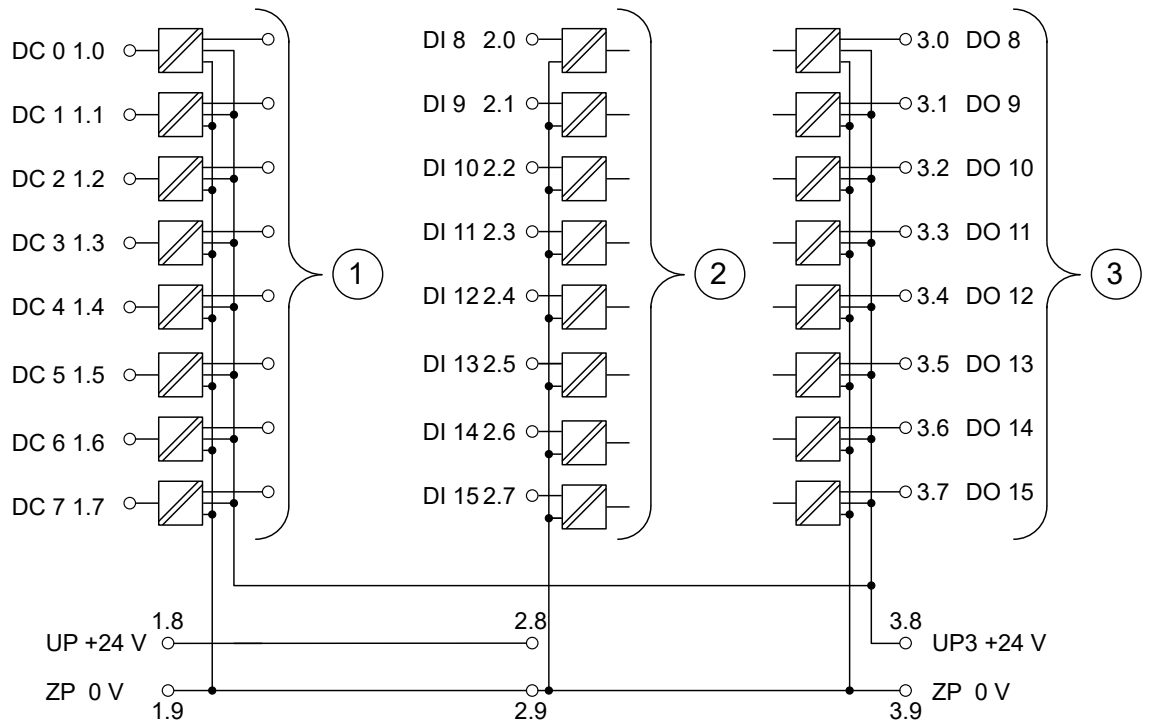 DC 0 1.0
DC 1 1.1
DC 2 1.2
DC 3 1.3
DC 4 1.4
DC 5 1.5
DC 6 1.6
DC 7 1.7
1
DI 8 2.0
DI 9 2.1
DI 10 2.2
DI 11 2.3
DI 12 2.4
DI 13 2.5
DI 14 2.6
DI 15 2.7
2
3.0 DO 8
3.1 DO 9
3.2 DO 10
3.3 DO 11
3.4 DO 12
3.5 DO 13
3.6 DO 14
3.7 DO 15
3
1.8 2.8 3.8
UP +24 V UP3 +24 V
ZP 0 V ZP 0 V
1.9 2.9 3.9